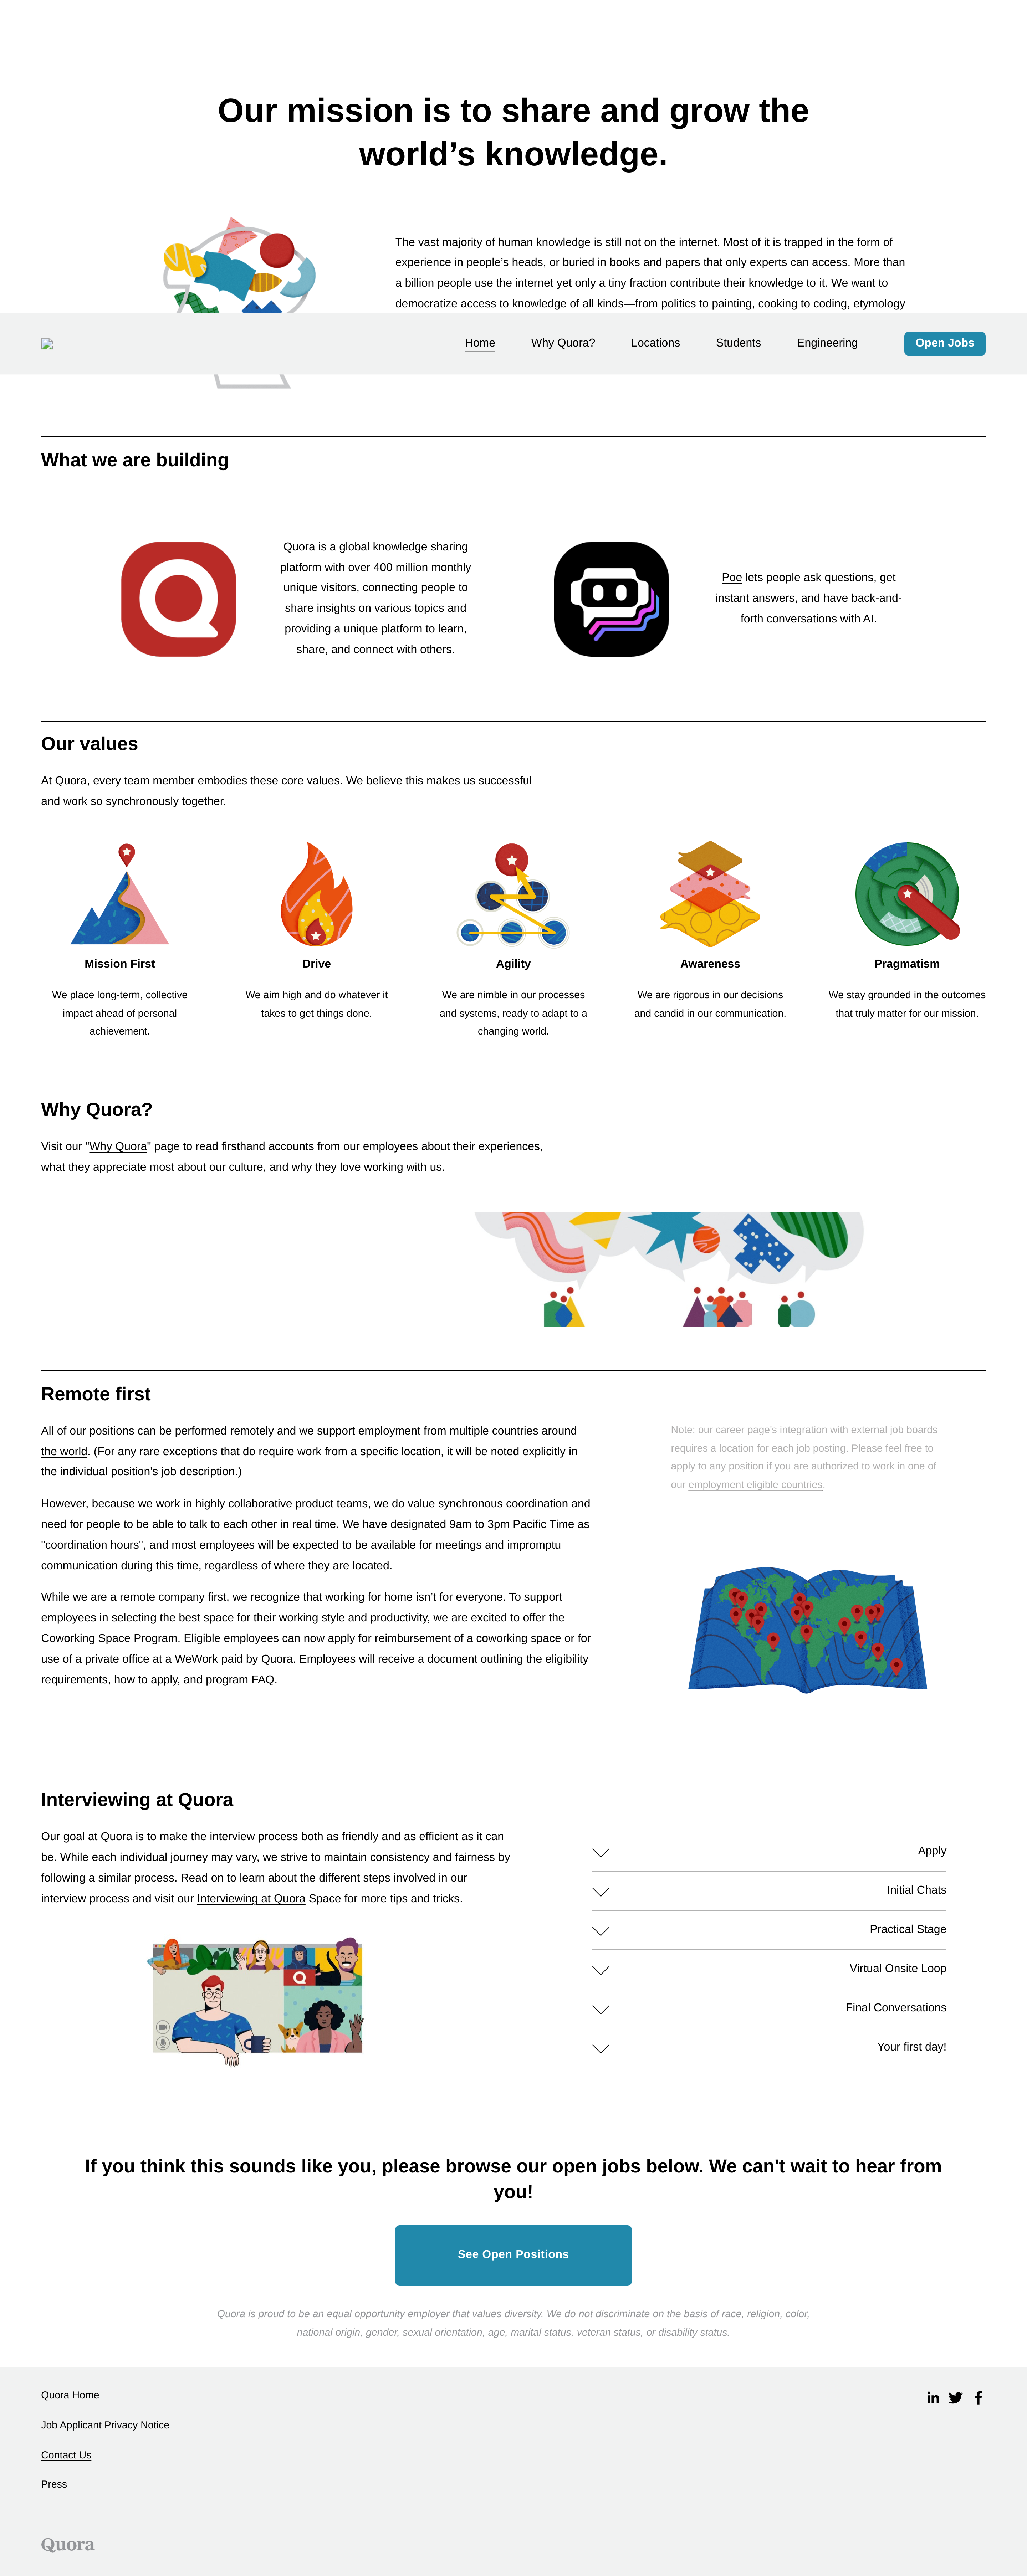 Our mission is to share and grow the
world’s knowledge.
The vast majority of human knowledge is still not on the internet. Most of it is trapped in the form of
experience in people’s heads, or buried in books and papers that only experts can access. More than
a billion people use the internet yet only a tiny fraction contribute their knowledge to it. We want to
democratize access to knowledge of all kinds—from politics to painting, cooking to coding, etymology
Home
Why Quora?
Locations
Students
Engineering
Open Jobs
What we are building
Quora is a global knowledge sharing
platform with over 400 million monthly
unique visitors, connecting people to
share insights on various topics and
providing a unique platform to learn,
share, and connect with others.
Poe lets people ask questions, get
instant answers, and have back-and-
forth conversations with AI.
Our values
At Quora, every team member embodies these core values. We believe this makes us successful
and work so synchronously together.
Mission First
We place long-term, collective
impact ahead of personal
achievement.
Drive
We aim high and do whatever it
takes to get things done.
Agility
We are nimble in our processes
and systems, ready to adapt to a
changing world.
Awareness
We are rigorous in our decisions
and candid in our communication.
Pragmatism
We stay grounded in the outcomes
that truly matter for our mission.
Why Quora?
Visit our "Why Quora" page to read firsthand accounts from our employees about their experiences,
what they appreciate most about our culture, and why they love working with us.
Remote first
All of our positions can be performed remotely and we support employment from multiple countries around
the world. (For any rare exceptions that do require work from a specific location, it will be noted explicitly in
the individual position's job description.)
However, because we work in highly collaborative product teams, we do value synchronous coordination and
need for people to be able to talk to each other in real time. We have designated 9am to 3pm Pacific Time as
"coordination hours", and most employees will be expected to be available for meetings and impromptu
communication during this time, regardless of where they are located.
While we are a remote company first, we recognize that working for home isn’t for everyone. To support
employees in selecting the best space for their working style and productivity, we are excited to offer the
Coworking Space Program. Eligible employees can now apply for reimbursement of a coworking space or for
use of a private office at a WeWork paid by Quora. Employees will receive a document outlining the eligibility
requirements, how to apply, and program FAQ.
Note: our career page's integration with external job boards
requires a location for each job posting. Please feel free to
apply to any position if you are authorized to work in one of
our employment eligible countries.
Interviewing at Quora
Our goal at Quora is to make the interview process both as friendly and as efficient as it can
be. While each individual journey may vary, we strive to maintain consistency and fairness by
following a similar process. Read on to learn about the different steps involved in our
interview process and visit our Interviewing at Quora Space for more tips and tricks.
Apply
Initial Chats
Practical Stage
Virtual Onsite Loop
Final Conversations
Your first day!
If you think this sounds like you, please browse our open jobs below. We can't wait to hear from
you!
See Open Positions
Quora is proud to be an equal opportunity employer that values diversity. We do not discriminate on the basis of race, religion, color,
national origin, gender, sexual orientation, age, marital status, veteran status, or disability status.
Quora Home
Job Applicant Privacy Notice
Contact Us
Press
Quora